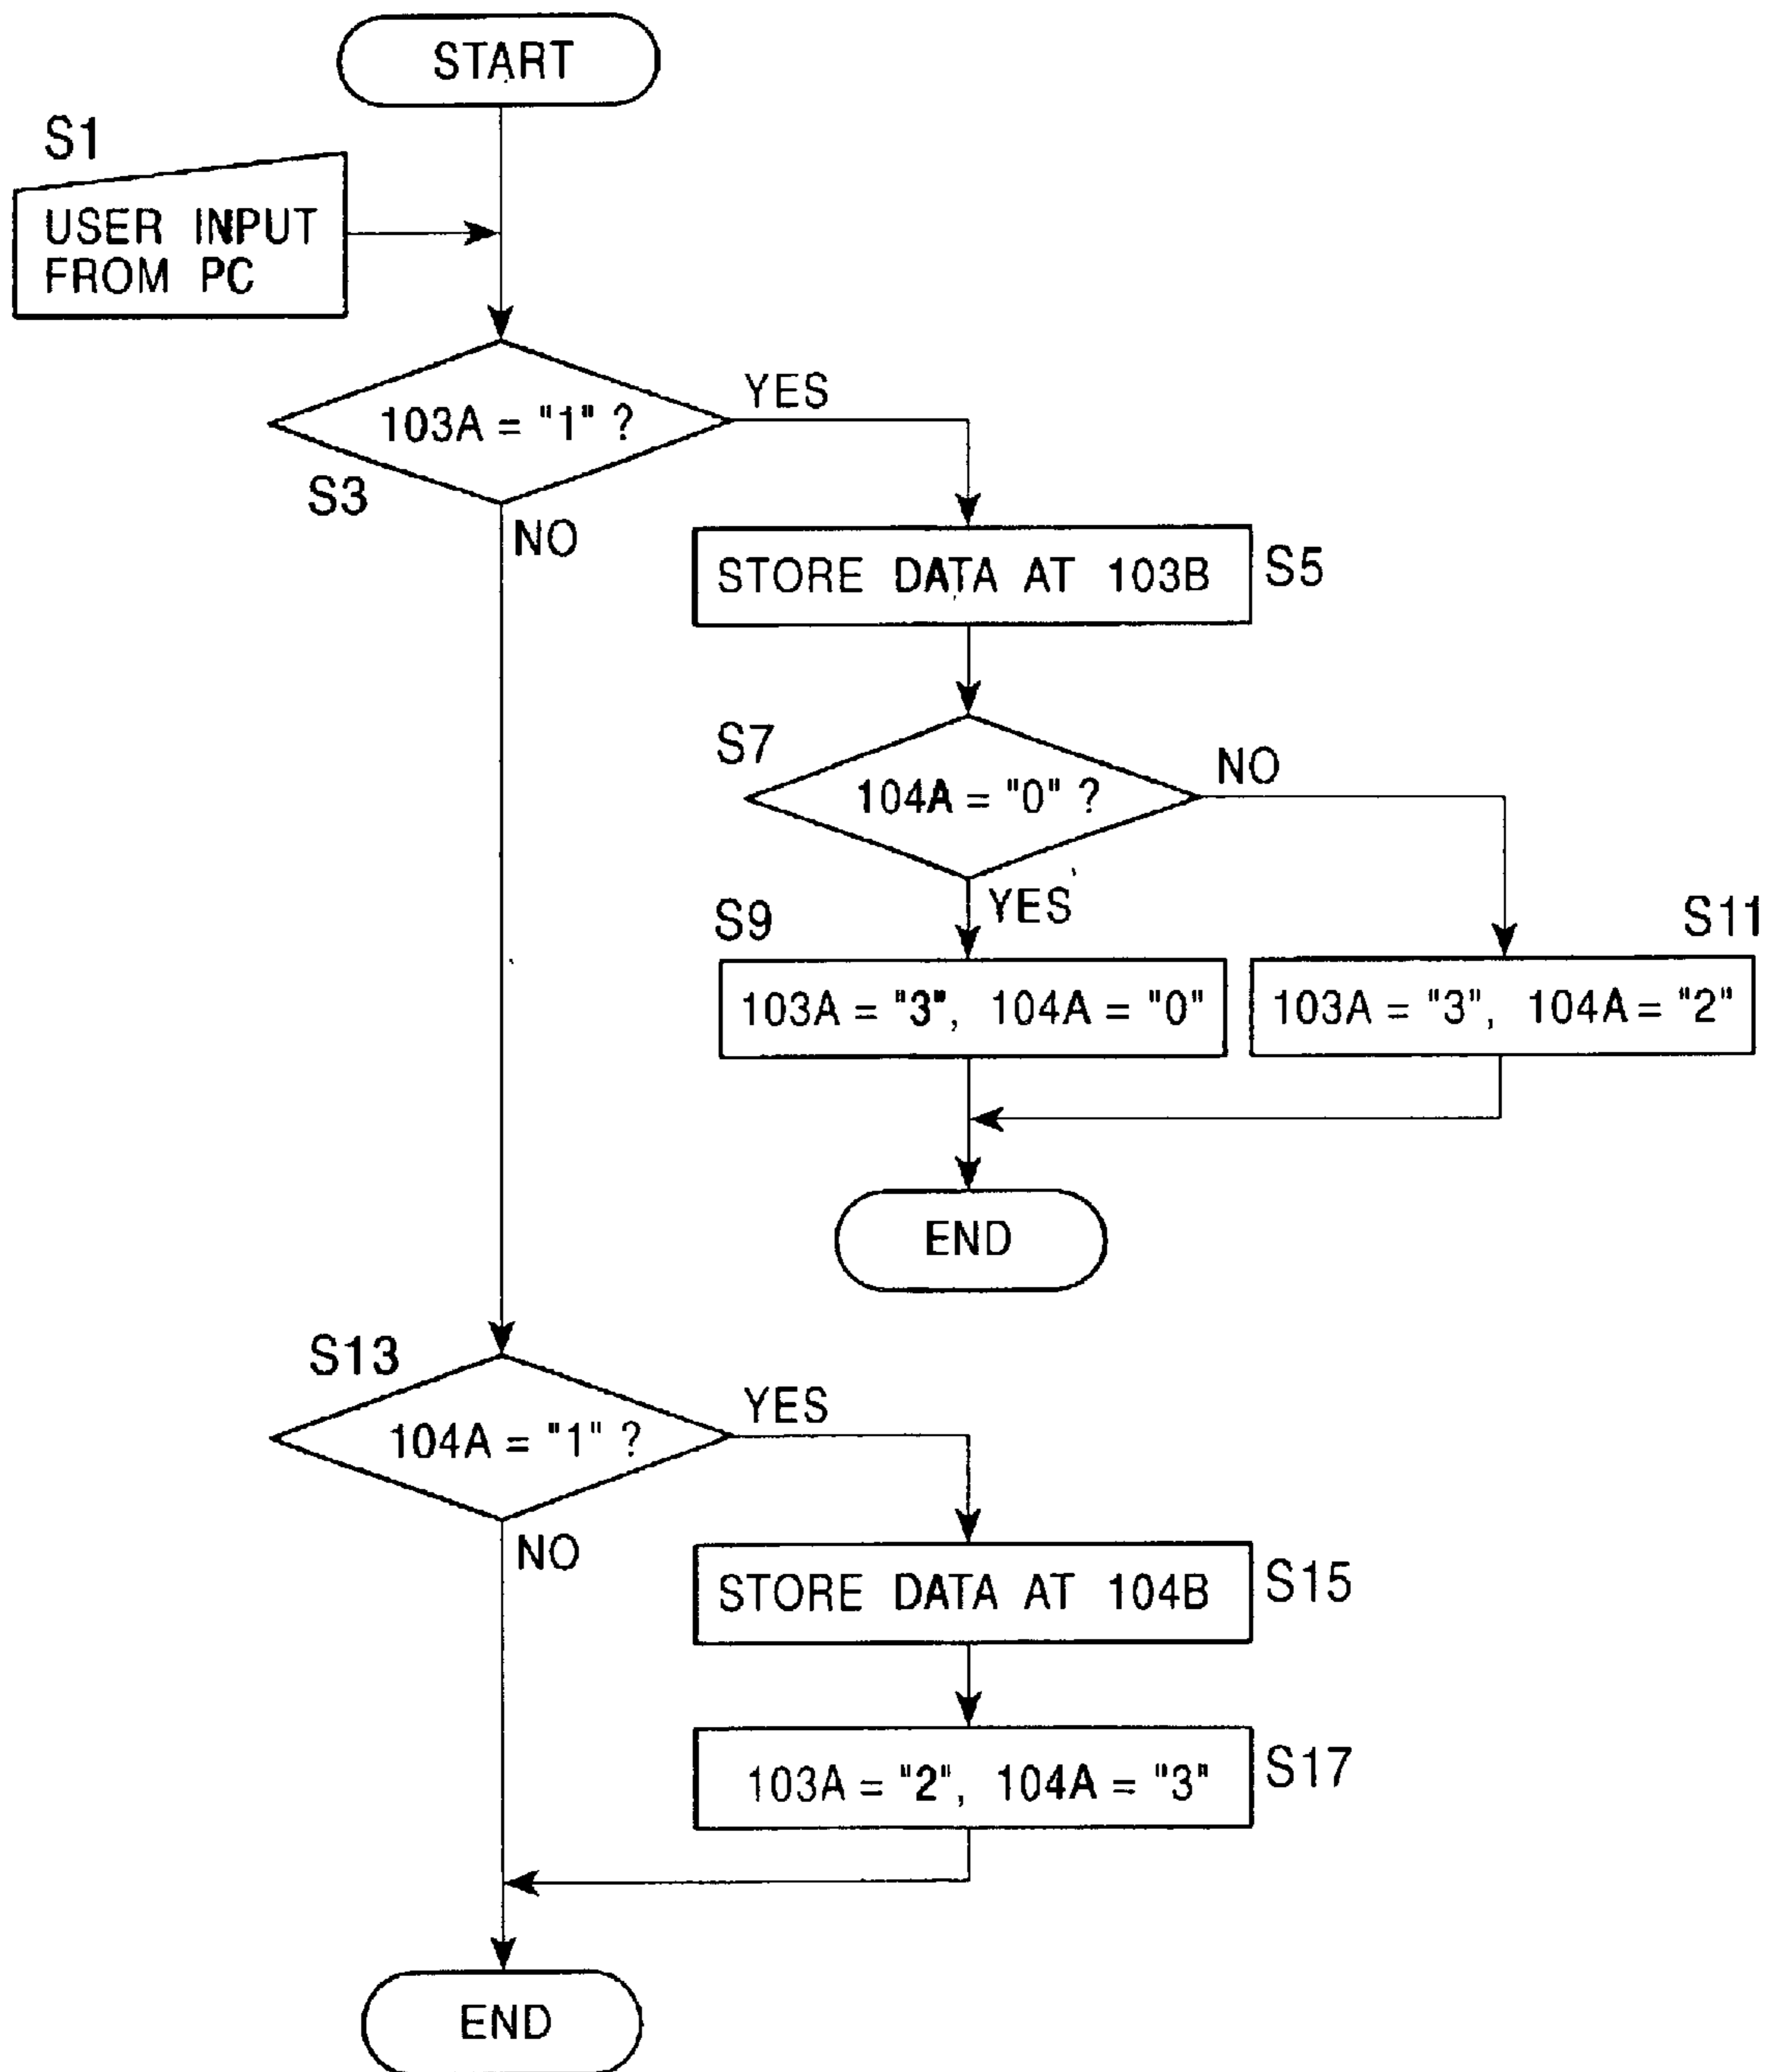 START
S1
USER INPUT
FROM PC
103A = "1" ?
YES
S3
NO
STORE DATA AT 103B
S5
S7
104A = "0" ?
NO
YES
S9
S11
103A = "3", 104A = "0"
103A = "3", 104A = "2"
END
S13
104A = "1" ?
YES
NO
STORE DATA AT 104B
S15
103A = "2", 104A = "3"
S17
END